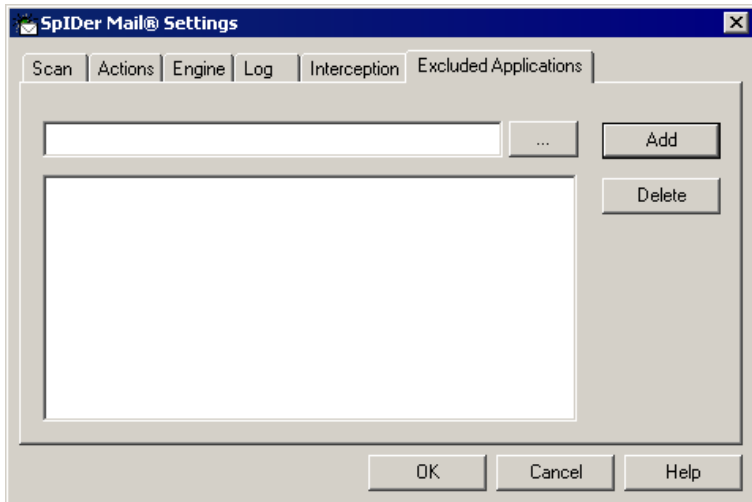 SpIDer Mail® Settings
Scan Actions Engine Log Interception Excluded Applications
... Add
Delete
OK Cancel Help